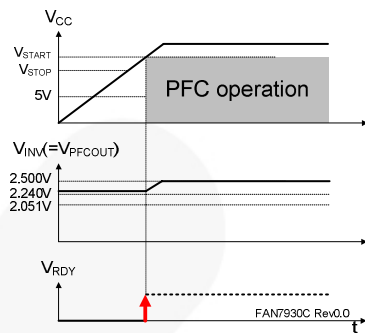 VCC
VSTART
VSTOP
5V
PFC operation
VINV(=VPFCOUT)
2.500V
2.240V
2.051V
VRDY
FAN7930C Rev0.0
t